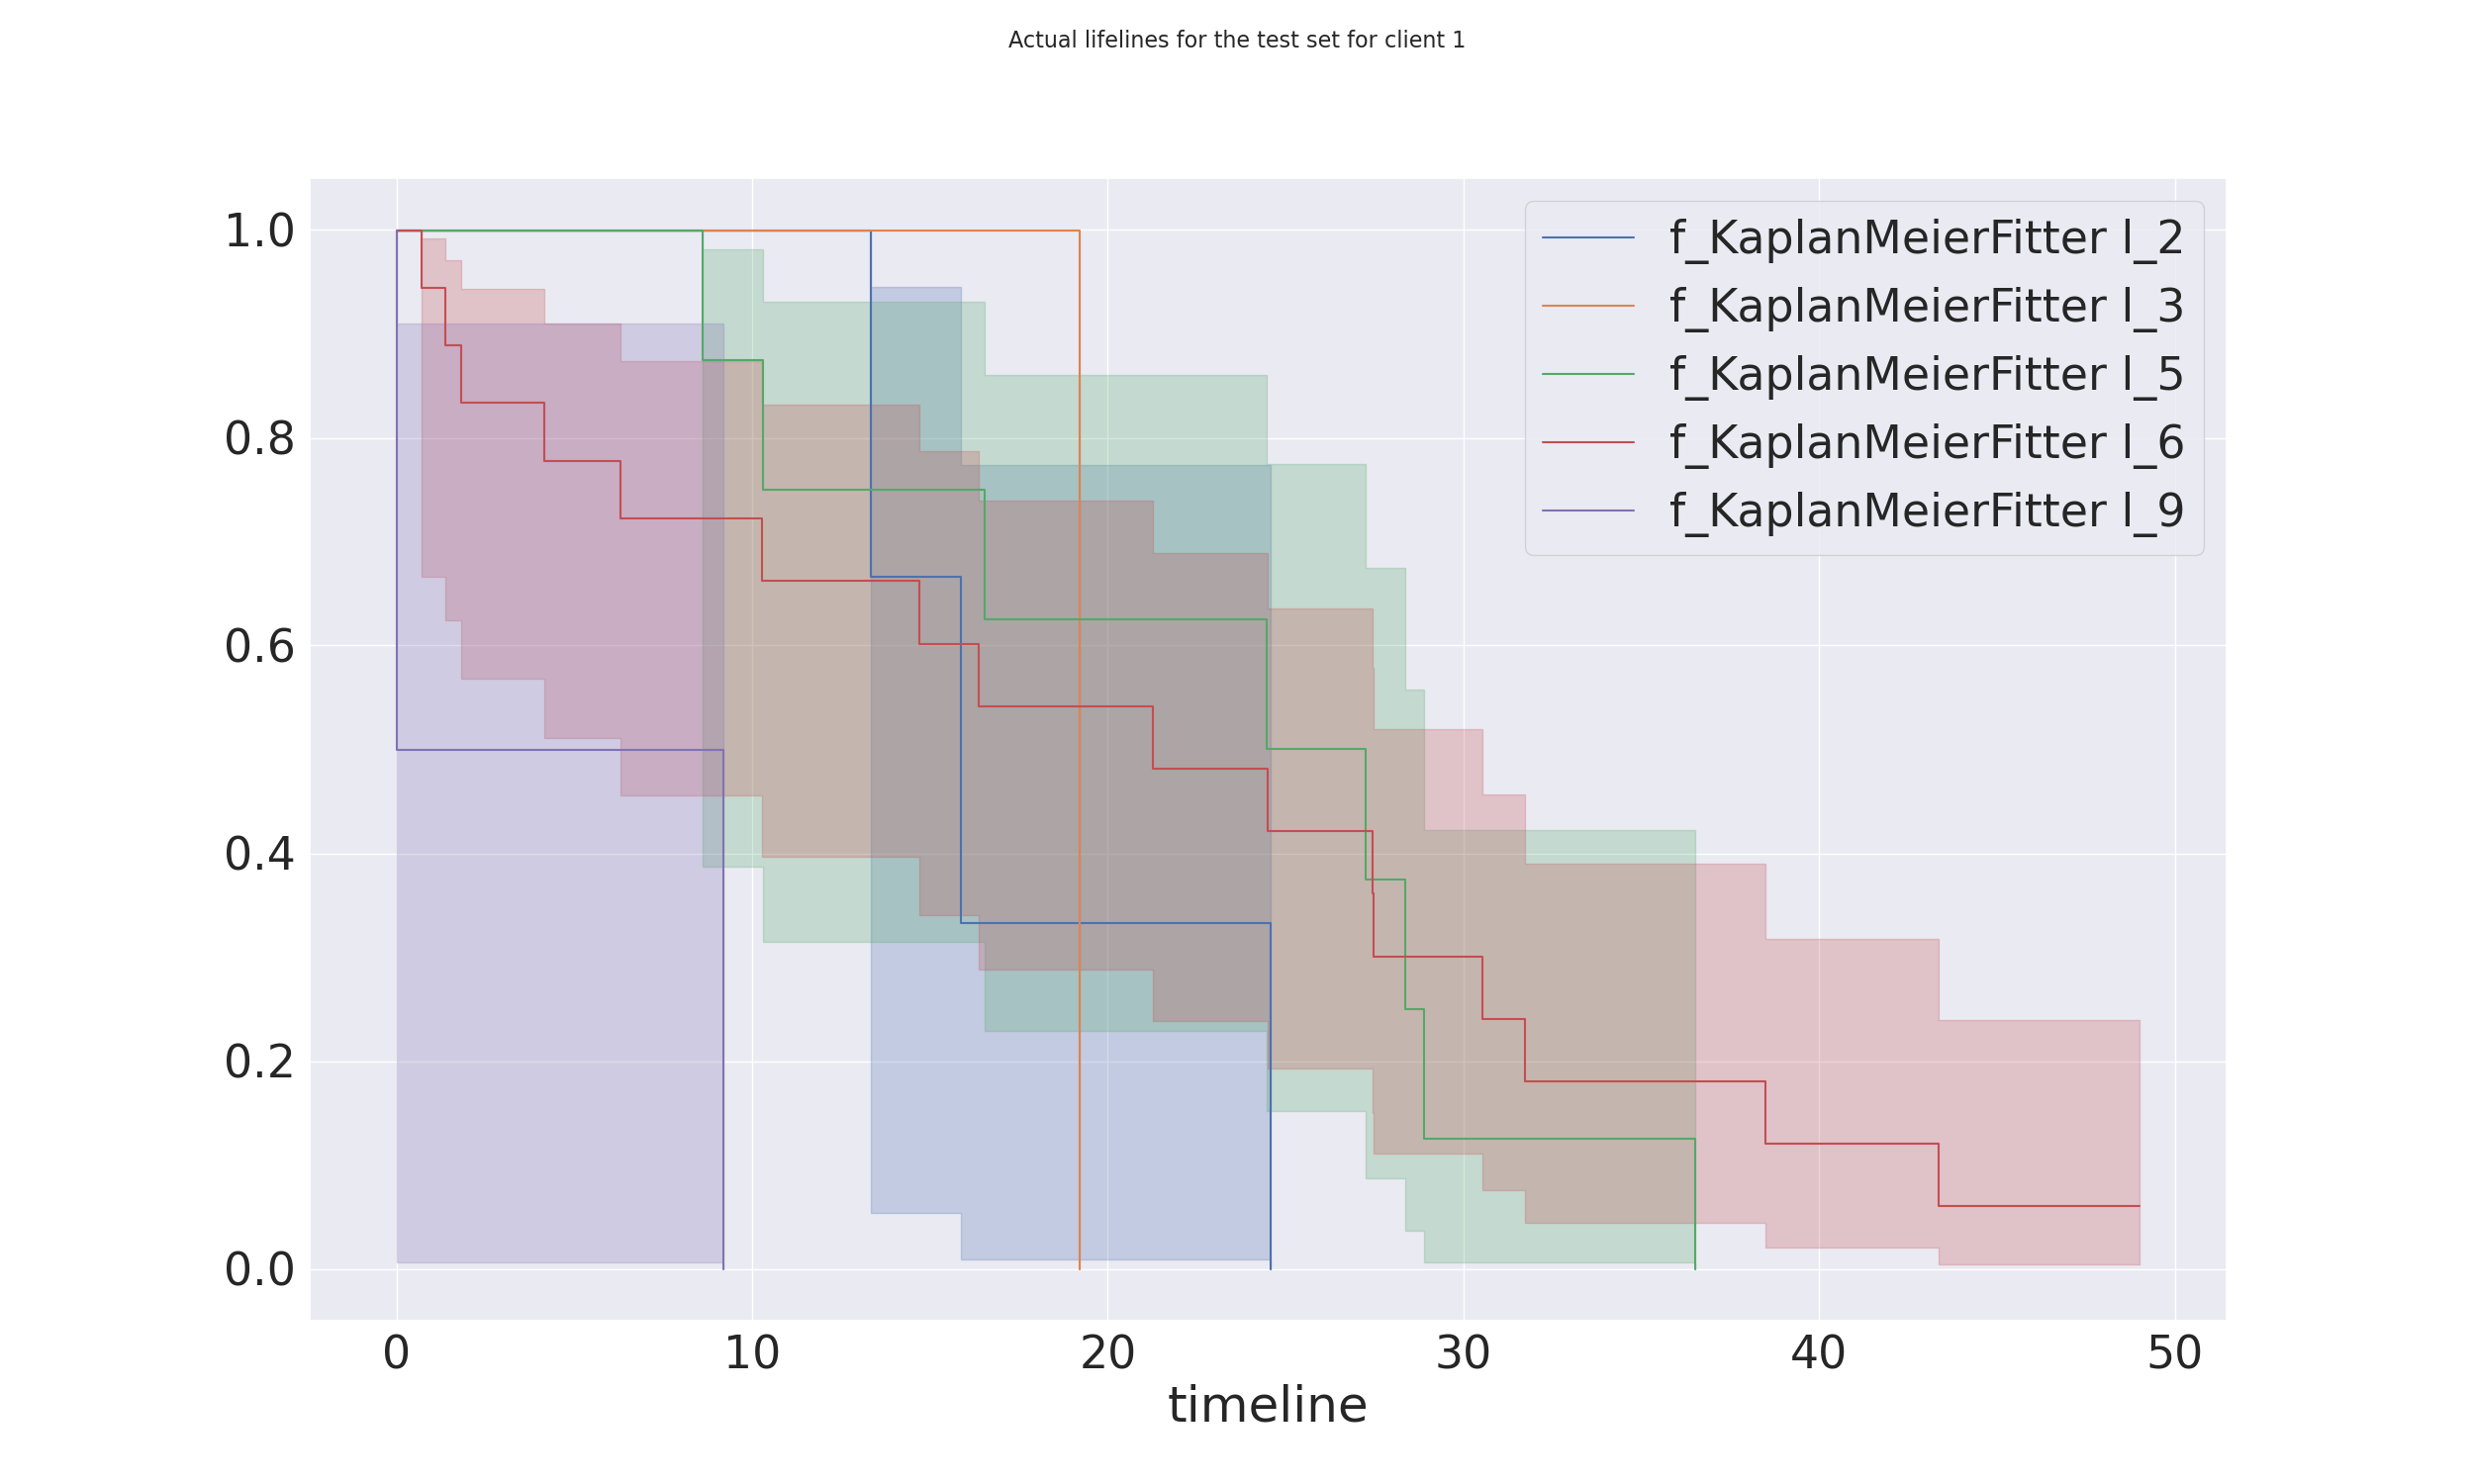 Actual lifelines for the test set for client 1
1.0
0.8
0.6
0.4
0.2
0.0
f_KaplanMeierFitter l_2
f_KaplanMeierFitter l_3
f_KaplanMeierFitter l_5
f_KaplanMeierFitter l_6
f_KaplanMeierFitter l_9
0 10 20 30 40 50
timeline